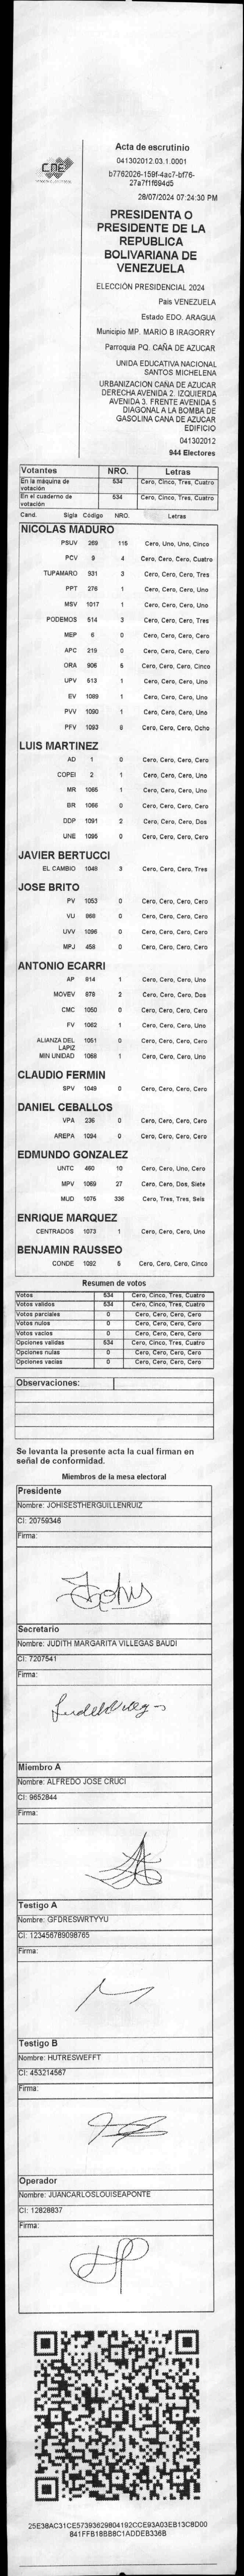 CNE
Acta de escrutinio
041302012.03.1.0001
b7762026-159f-4ac7-bf76-
27a7f1f694d5
28/07/2024 07:24:30 PM
PRESIDENTA O
PRESIDENTE DE LA
REPUBLICA
BOLIVARIANA DE
VENEZUELA
ELECCIÓN PRESIDENCIAL 2024
País VENEZUELA
Estado EDO. ARAGUA
Municipio MP. MARIO B IRAGORRY
Parroquia PQ. CAÑA DE AZUCAR
UNIDA EDUCATIVA NACIONAL
SANTOS MICHELENA
URBANIZACION CAÑA DE AZUCAR
DERECHA AVENIDA 2. IZQUIERDA
AVENIDA 3. FRENTE AVENIDA 5
DIAGONAL A LA BOMBA DE
GASOLINA CANA DE AZUCAR
EDIFICIO
041302012
944 Electores
Votantes NRO. Letras
En la máquina de votación 534 Cero, Cinco, Tres, Cuatro
En el cuaderno de votación 534 Cero, Cinco, Tres, Cuatro
Cand. Sigla Código NRO. Letras
NICOLAS MADURO
PSUV 269 115 Cero, Uno, Uno, Cinco
PCV 9 4 Cero, Cero, Cero, Cuatro
TUPAMARO 931 3 Cero, Cero, Cero, Tres
PPT 276 1 Cero, Cero, Cero, Uno
MSV 1017 1 Cero, Cero, Cero, Uno
PODEMOS 514 3 Cero, Cero, Cero, Tres
MEP 6 0 Cero, Cero, Cero, Cero
APC 219 0 Cero, Cero, Cero, Cero
ORA 906 5 Cero, Cero, Cero, Cinco
UPV 513 1 Cero, Cero, Cero, Uno
EV 1089 1 Cero, Cero, Cero, Uno
PVV 1090 1 Cero, Cero, Cero, Uno
PFV 1093 8 Cero, Cero, Cero, Ocho
LUIS MARTINEZ
AD 1 0 Cero, Cero, Cero, Cero
COPEI 2 1 Cero, Cero, Cero, Uno
MR 1065 1 Cero, Cero, Cero, Uno
BR 1066 0 Cero, Cero, Cero, Cero
DDP 1091 2 Cero, Cero, Cero, Dos
UNE 1095 0 Cero, Cero, Cero, Cero
JAVIER BERTUCCI
EL CAMBIO 1048 3 Cero, Cero, Cero, Tres
JOSE BRITO
PV 1053 0 Cero, Cero, Cero, Cero
VU 868 0 Cero, Cero, Cero, Cero
UVV 1096 0 Cero, Cero, Cero, Cero
MPJ 458 0 Cero, Cero, Cero, Cero
ANTONIO ECARRI
AP 814 1 Cero, Cero, Cero, Uno
MOVEV 878 2 Cero, Cero, Cero, Dos
CMC 1050 0 Cero, Cero, Cero, Cero
FV 1062 1 Cero, Cero, Cero, Uno
ALIANZA DEL LAPIZ 1051 0 Cero, Cero, Cero, Cero
MIN UNIDAD 1068 1 Cero, Cero, Cero, Uno
CLAUDIO FERMIN
SPV 1049 0 Cero, Cero, Cero, Cero
DANIEL CEBALLOS
VPA 236 0 Cero, Cero, Cero, Cero
AREPA 1094 0 Cero, Cero, Cero, Cero
EDMUNDO GONZALEZ
UNTC 460 10 Cero, Cero, Uno, Cero
MPV 1069 27 Cero, Cero, Dos, Siete
MUD 1075 336 Cero, Tres, Tres, Seis
ENRIQUE MARQUEZ
CENTRADOS 1073 1 Cero, Cero, Cero, Uno
BENJAMIN RAUSSEO
CONDE 1092 5 Cero, Cero, Cero, Cinco
Resumen de votos
Votos 534 Cero, Cinco, Tres, Cuatro
Votos validos 534 Cero, Cinco, Tres, Cuatro
Votos parciales 0 Cero, Cero, Cero, Cero
Votos nulos 0 Cero, Cero, Cero, Cero
Votos vacios 0 Cero, Cero, Cero, Cero
Opciones validas 534 Cero, Cinco, Tres, Cuatro
Opciones nulas 0 Cero, Cero, Cero, Cero
Opciones vacias 0 Cero, Cero, Cero, Cero
Observaciones:
Se levanta la presente acta la cual firman en
señal de conformidad.
Miembros de la mesa electoral
Presidente
Nombre: JOHISESTHERGUILLENRUIZ
CI: 20759346
Firma:
Johis
Secretario
Nombre: JUDITH MARGARITA VILLEGAS BAUDI
CI: 7207541
Firma:
Miembro A
Nombre: ALFREDO JOSE CRUCI
CI: 9652844
Firma:
Testigo A
Nombre: GFDRESWRTYYU
CI: 123456789098765
Firma:
Testigo B
Nombre: HUTRESWEFFT
CI: 453214567
Firma:
Operador
Nombre: JUANCARLOSLOUISEAPONTE
CI: 12828637
Firma:
25E38AC31CE57393629804192CCE93A03EB13C8D00
841FFB18BB8C1ADDEB336B